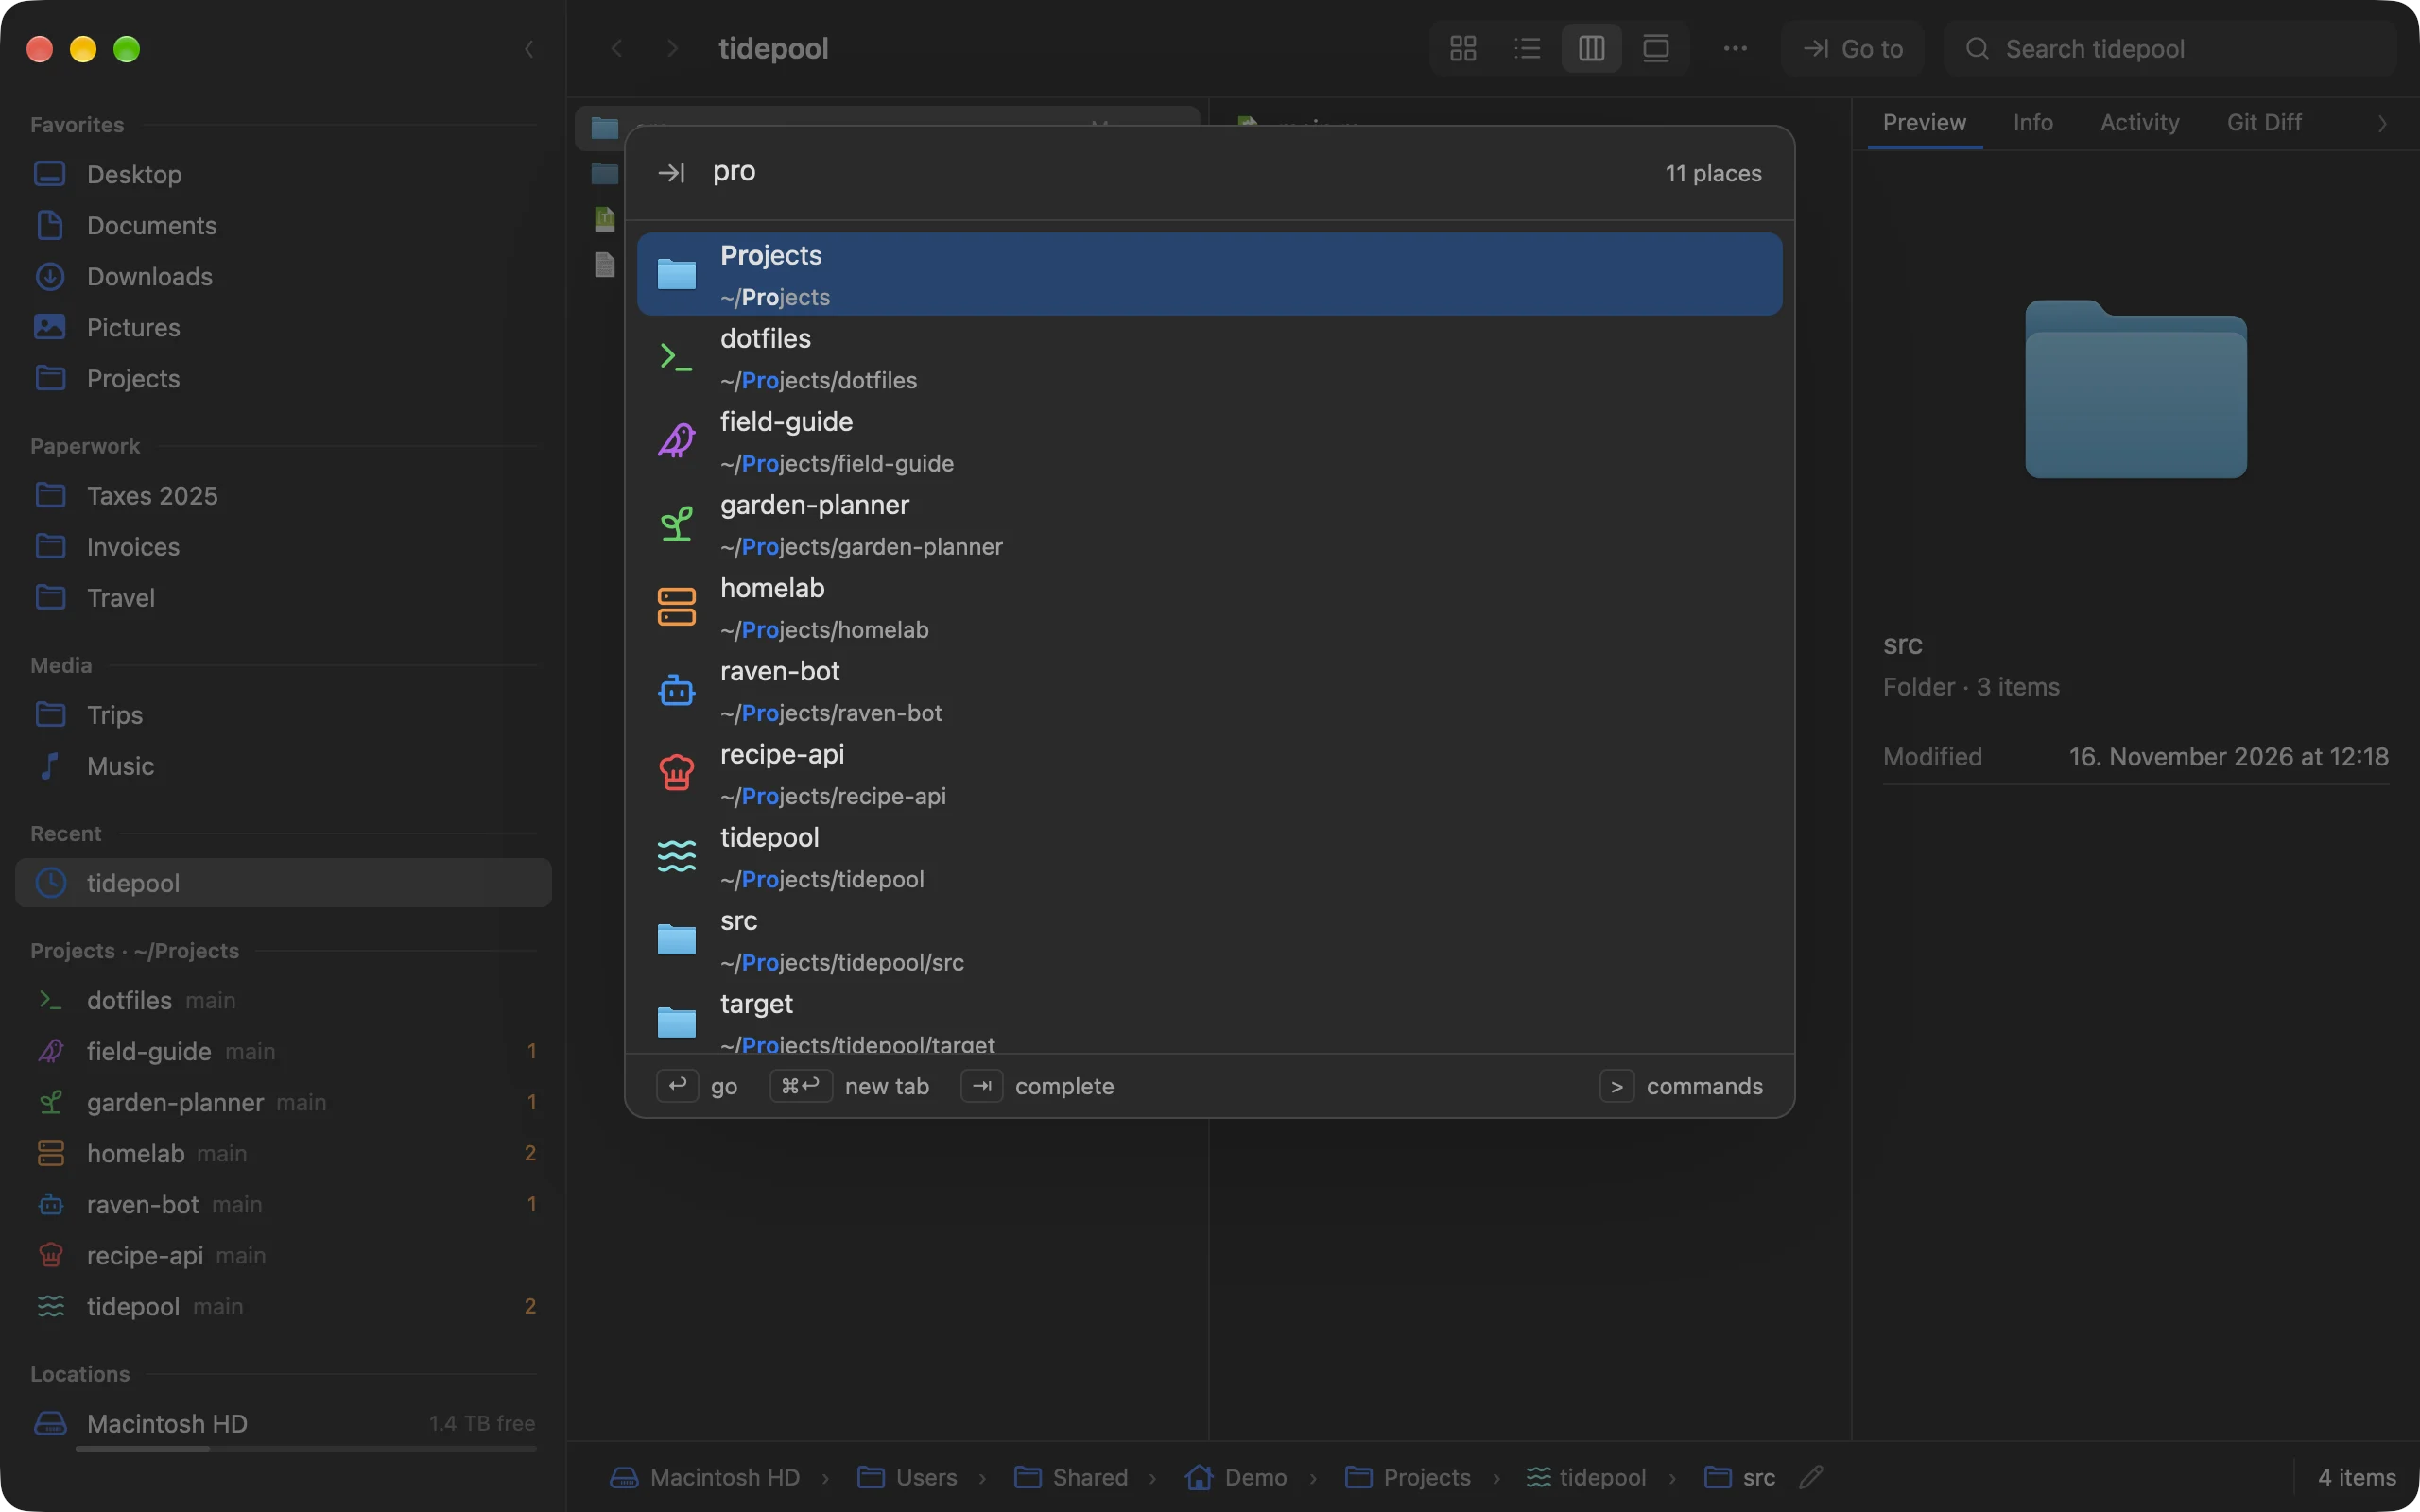 tidepool
Go to
Search tidepool
Favorites
Desktop
Documents
Downloads
Pictures
Projects
Paperwork
Taxes 2025
Invoices
Travel
Media
Trips
Music
Recent
tidepool
Projects · ~/Projects
dotfiles main
field-guide main 1
garden-planner main 1
homelab main 2
raven-bot main 1
recipe-api main
tidepool main 2
Locations
Macintosh HD 1.4 TB free
pro 11 places
Projects
~/Projects
dotfiles
~/Projects/dotfiles
field-guide
~/Projects/field-guide
garden-planner
~/Projects/garden-planner
homelab
~/Projects/homelab
raven-bot
~/Projects/raven-bot
recipe-api
~/Projects/recipe-api
tidepool
~/Projects/tidepool
src
~/Projects/tidepool/src
target
~/Projects/tidepool/target
go ⌘ new tab complete > commands
Preview Info Activity Git Diff
src
Folder · 3 items
Modified 16. November 2026 at 12:18
Macintosh HD › Users › Shared › Demo › Projects › tidepool › src
4 items